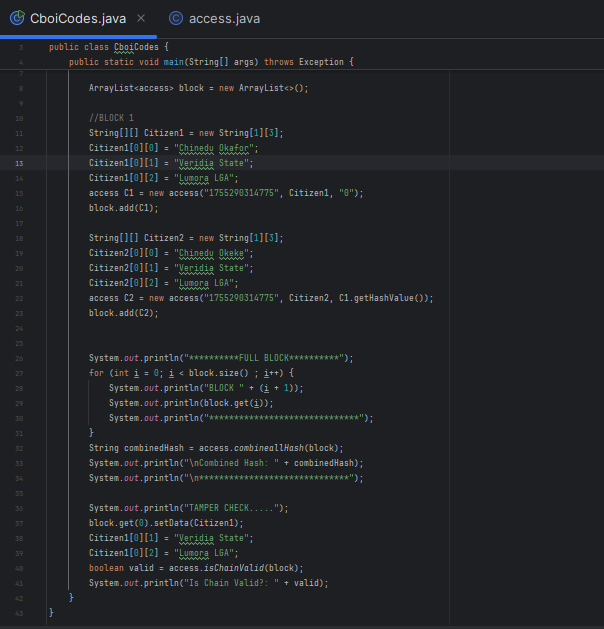 CboiCodes.java × access.java
3 public class CboiCodes {
4 public static void main(String[] args) throws Exception {
7
8 ArrayList<access> block = new ArrayList<>();
9
10 //BLOCK 1
11 String[][] Citizen1 = new String[1][3];
12 Citizen1[0][0] = "Chinedu Okafor";
13 Citizen1[0][1] = "Veridia State";
14 Citizen1[0][2] = "Lumora LGA";
15 access C1 = new access("1755290314775", Citizen1, "0");
16 block.add(C1);
17
18 String[][] Citizen2 = new String[1][3];
19 Citizen2[0][0] = "Chinedu Okeke";
20 Citizen2[0][1] = "Veridia State";
21 Citizen2[0][2] = "Lumora LGA";
22 access C2 = new access("1755290314775", Citizen2, C1.getHashValue());
23 block.add(C2);
24
25
26 System.out.println("**********FULL BLOCK**********");
27 for (int i = 0; i < block.size() ; i++) {
28 System.out.println("BLOCK " + (i + 1));
29 System.out.println(block.get(i));
30 System.out.println("******************************");
31 }
32 String combinedHash = access.combineallHash(block);
33 System.out.println("\nCombined Hash: " + combinedHash);
34 System.out.println("\n******************************");
35
36 System.out.println("TAMPER CHECK.....");
37 block.get(0).setData(Citizen1);
38 Citizen1[0][1] = "Veridia State";
39 Citizen1[0][2] = "Lumora LGA";
40 boolean valid = access.isChainValid(block);
41 System.out.println("Is Chain Valid?: " + valid);
42 }
43 }